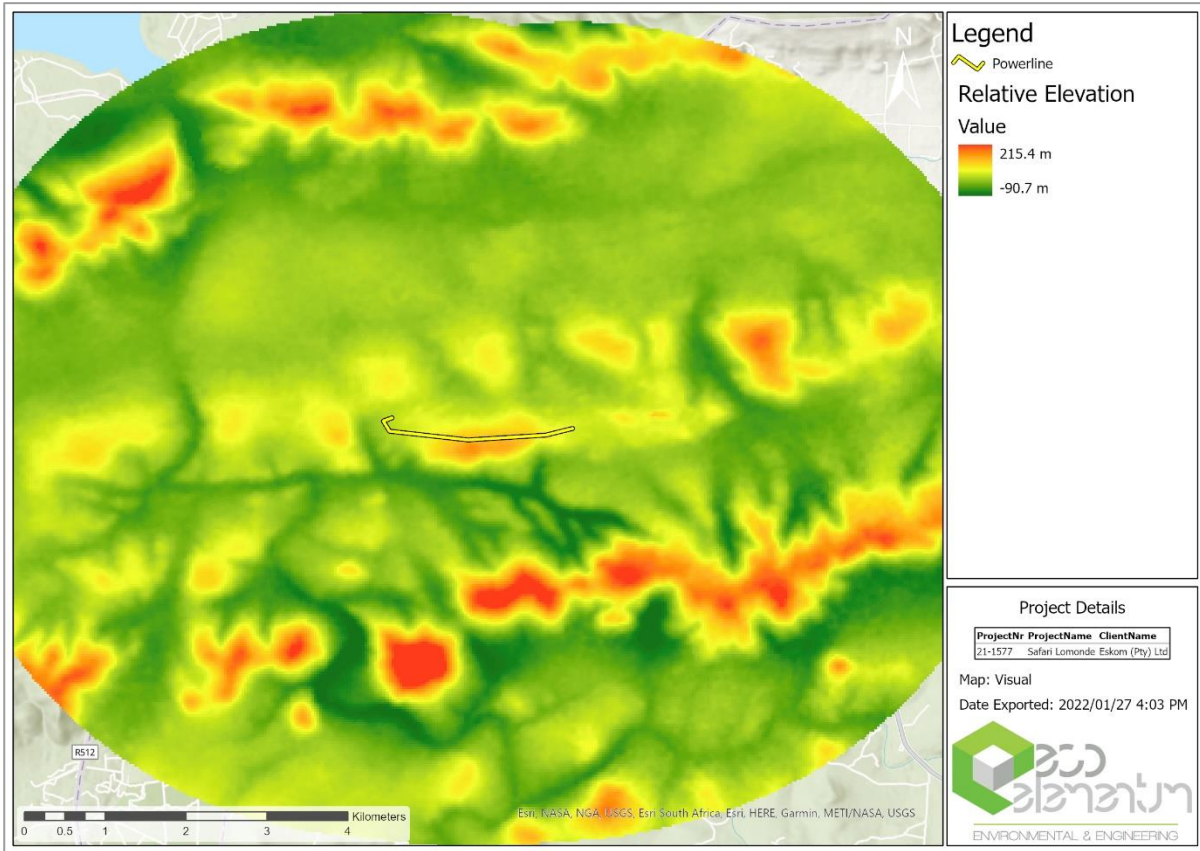 N
Legend
Powerline
Relative Elevation
Value
215.4 m
-90.7 m
R512
Kilometers
0 0.5 1 2 3 4
Esri, NASA, NGA, USGS, Esri South Africa, Esri, HERE, Garmin, METI/NASA, USGS
Project Details
ProjectNr ProjectName ClientName
21-1577 Safari Lomonde Eskom (Pty) Ltd
Map: Visual
Date Exported: 2022/01/27 4:03 PM
eco
elementum
ENVIRONMENTAL & ENGINEERING